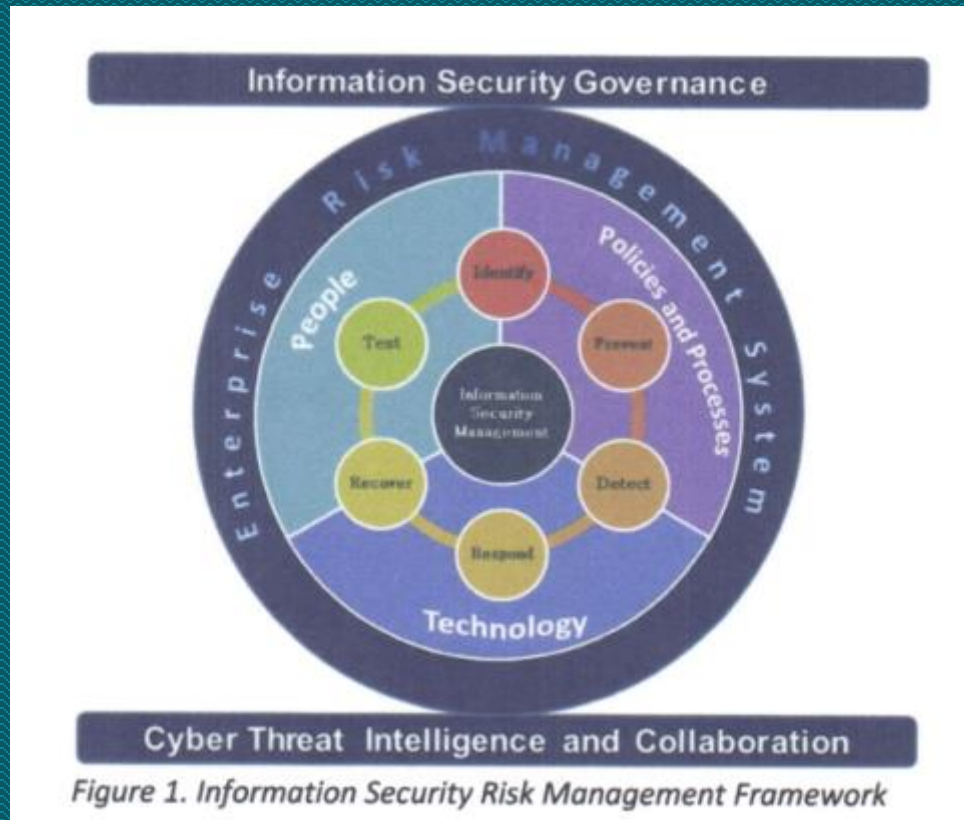 Information Security Governance
Enterprise Risk Management System
People
Policies and Processes
Identify
Test
Prevent
Information
Security
Management
Recover
Detect
Respond
Technology
Cyber Threat Intelligence and Collaboration
Figure 1. Information Security Risk Management Framework